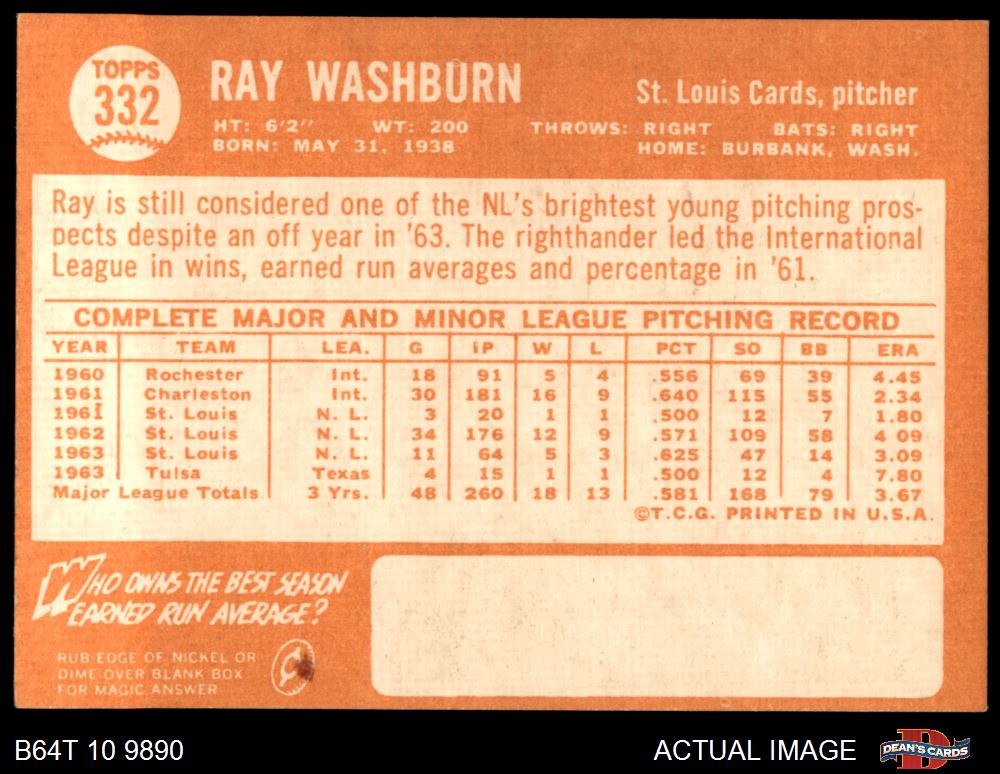 TOPPS
332
RAY WASHBURN
St. Louis Cards, pitcher
HT: 6'2" WT: 200 THROWS: RIGHT BATS: RIGHT
BORN: MAY 31, 1938 HOME: BURBANK, WASH.
Ray is still considered one of the NL's brightest young pitching pros-
pects despite an off year in '63. The righthander led the International
League in wins, earned run averages and percentage in '61.
COMPLETE MAJOR AND MINOR LEAGUE PITCHING RECORD
YEAR TEAM LEA. G IP W L PCT SO BB ERA
1960 Rochester Int. 18 91 5 4 .556 69 39 4.45
1961 Charleston Int. 30 181 16 9 .640 115 55 2.34
1961 St. Louis N. L. 3 20 1 1 .500 12 7 1.80
1962 St. Louis N. L. 34 176 12 9 .571 109 58 4 09
1963 St. Louis N. L. 11 64 5 3 .625 47 14 3.09
1963 Tulsa Texas 4 15 1 1 .500 12 4 7.80
Major League Totals 3 Yrs. 48 260 18 13 .581 168 79 3.67
©T.C.G. PRINTED IN U.S.A.
WHO OWNS THE BEST SEASON
EARNED RUN AVERAGE?
RUB EDGE OF NICKEL OR
DIME OVER BLANK BOX
FOR MAGIC ANSWER
¢
B64T 10 9890
ACTUAL IMAGE
DEAN'S CARDS